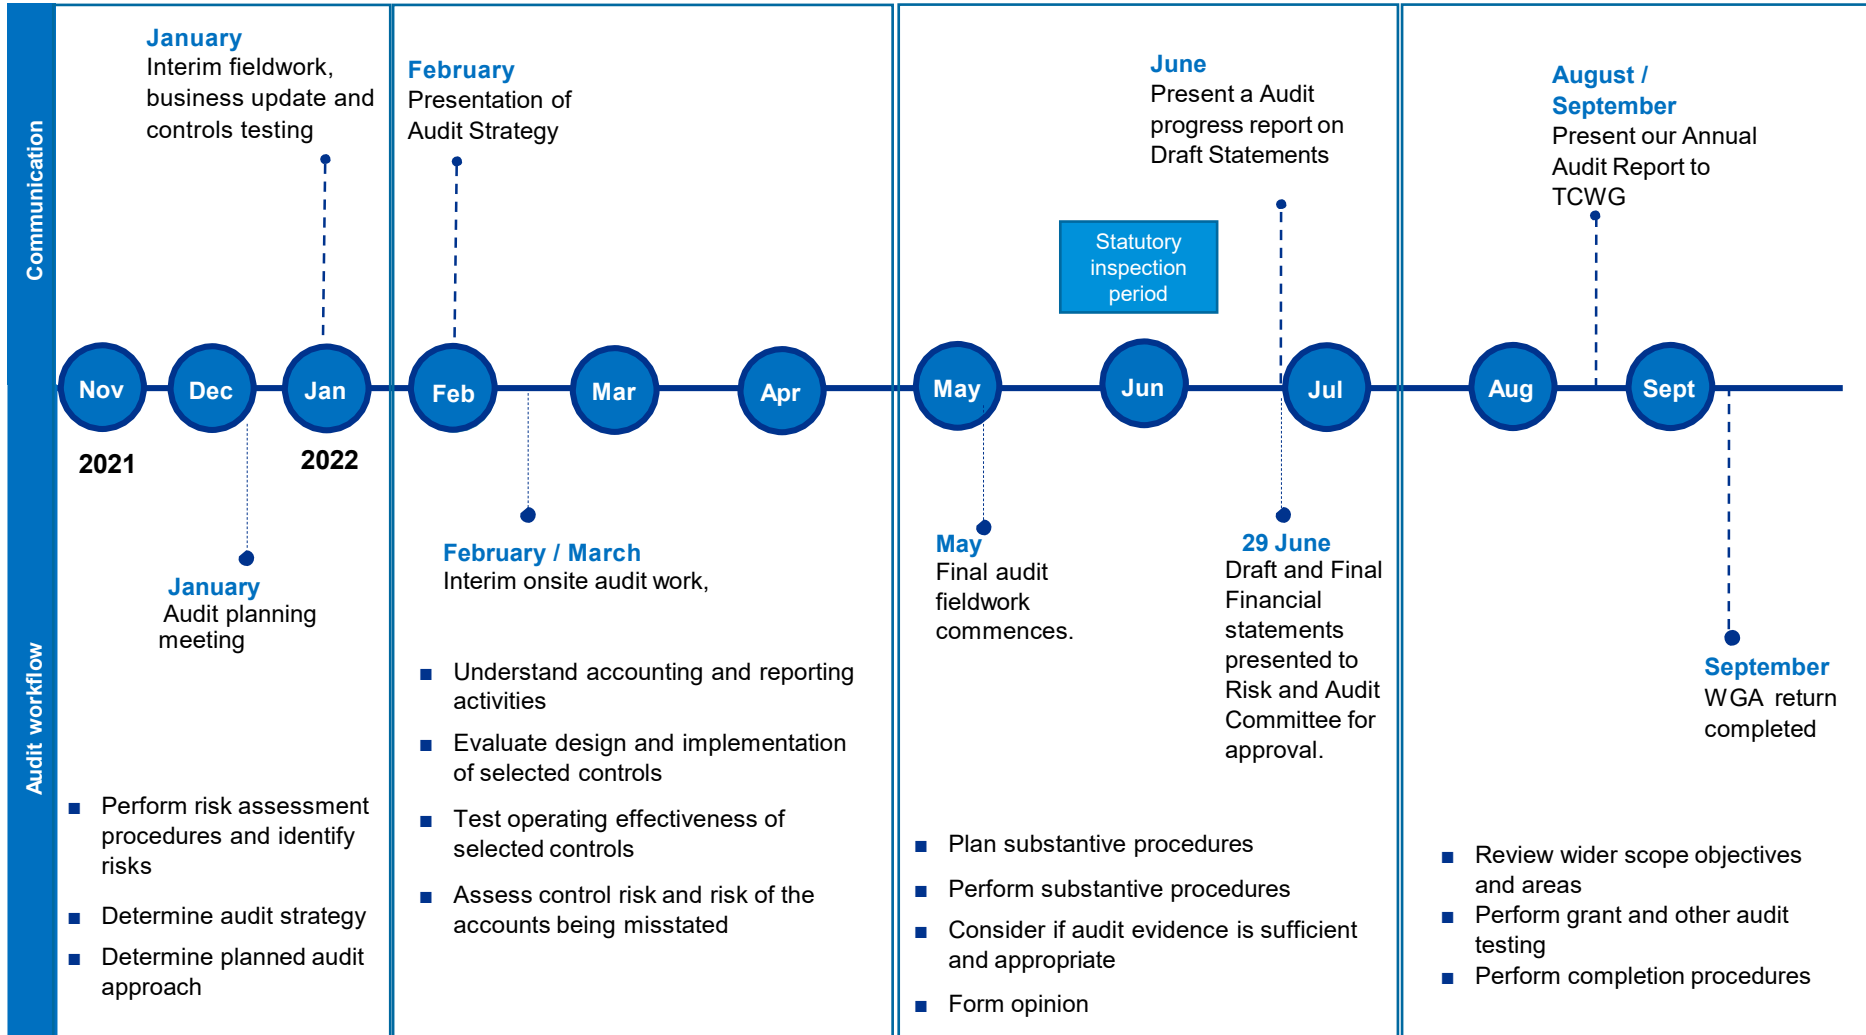 Communication
January
Interim fieldwork,
business update and
controls testing
February
Presentation of
Audit Strategy
June
Present a Audit
progress report on
Draft Statements
August /
September
Present our Annual
Audit Report to
TCWG
Statutory
inspection
period
Nov
Dec
Jan
Feb
Mar
Apr
May
Jun
Jul
Aug
Sept
2021
2022
Audit workflow
January
Audit planning
meeting
February / March
Interim onsite audit work,
May
Final audit
fieldwork
commences.
29 June
Draft and Final
Financial
statements
presented to
Risk and Audit
Committee for
approval.
September
WGA return
completed
■ Perform risk assessment
procedures and identify
risks
■ Determine audit strategy
■ Determine planned audit
approach
■ Understand accounting and reporting
activities
■ Evaluate design and implementation
of selected controls
■ Test operating effectiveness of
selected controls
■ Assess control risk and risk of the
accounts being misstated
■ Plan substantive procedures
■ Perform substantive procedures
■ Consider if audit evidence is sufficient
and appropriate
■ Form opinion
■ Review wider scope objectives
and areas
■ Perform grant and other audit
testing
■ Perform completion procedures